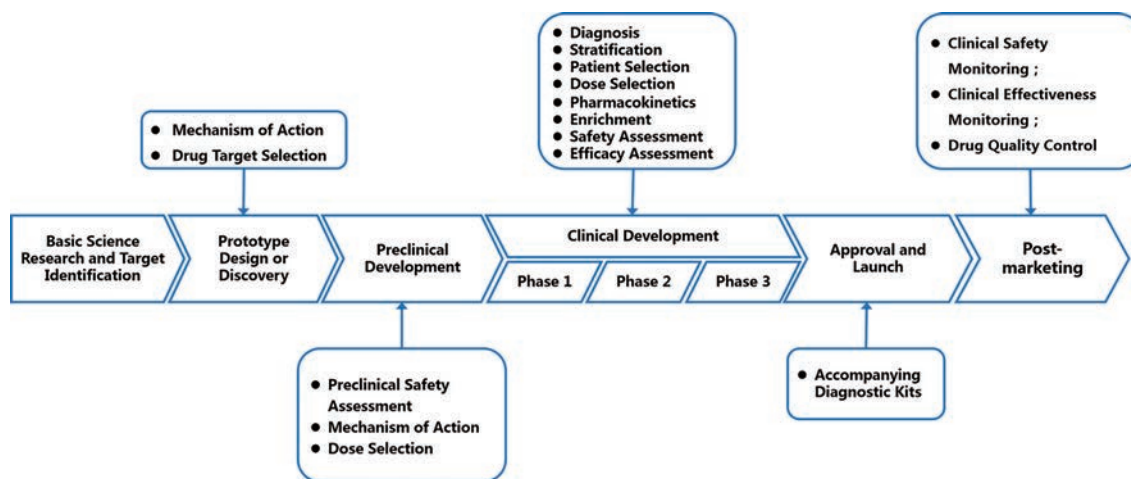 ● Diagnosis
● Stratification
● Patient Selection
● Dose Selection
● Pharmacokinetics
● Enrichment
● Safety Assessment
● Efficacy Assessment
● Clinical Safety
Monitoring ;
● Clinical Effectiveness
Monitoring ;
● Drug Quality Control
● Mechanism of Action
● Drug Target Selection
Basic Science
Research and Target
Identification
Prototype
Design or
Discovery
Preclinical
Development
Clinical Development
Phase 1
Phase 2
Phase 3
Approval and
Launch
Post-
marketing
● Preclinical Safety
Assessment
● Mechanism of Action
● Dose Selection
● Accompanying
Diagnostic Kits